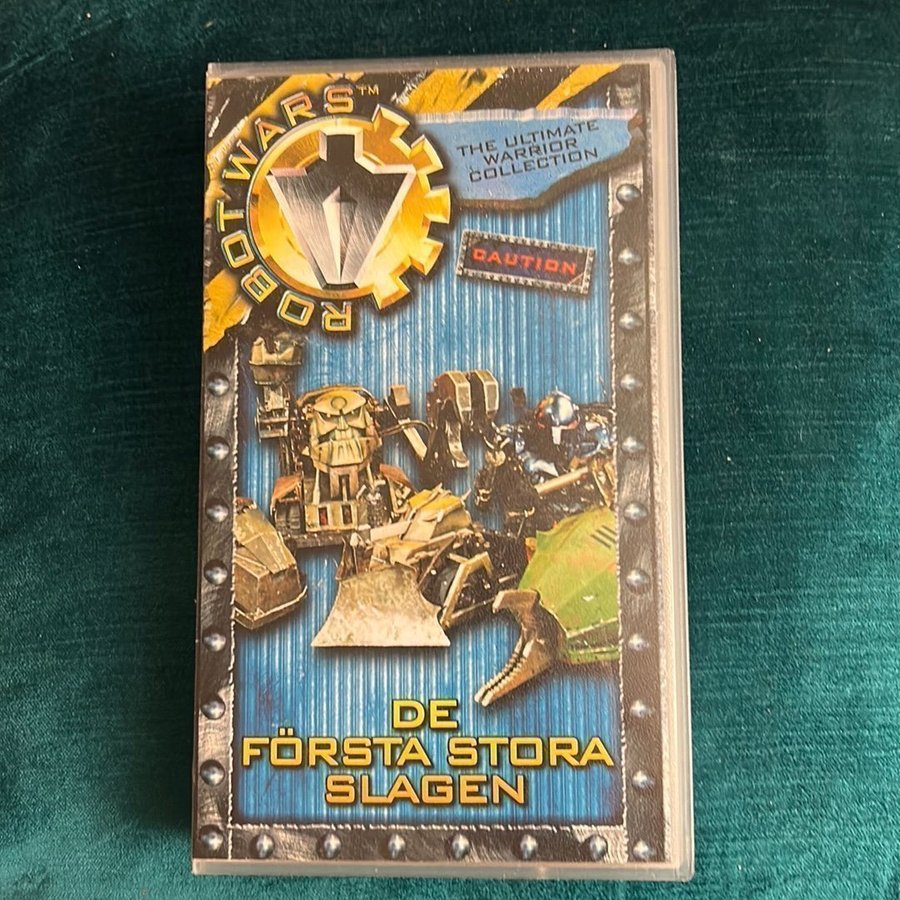 ROBOT WARS™
THE ULTIMATE
WARRIOR
COLLECTION
CAUTION
DE
FÖRSTA STORA
SLAGEN